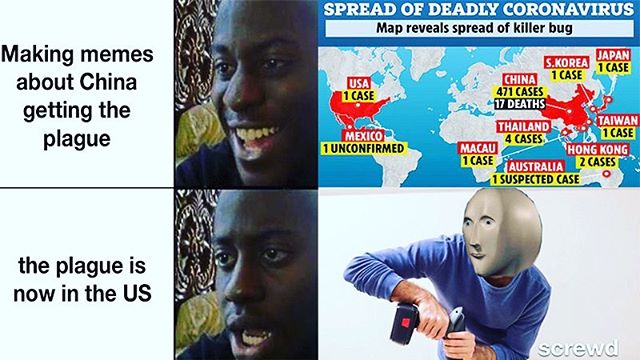 Making memes
about China
getting the
plague
SPREAD OF DEADLY CORONAVIRUS
Map reveals spread of killer bug
USA
1 CASE
MEXICO
1 UNCONFIRMED
CHINA
471 CASES
17 DEATHS
S.KOREA
1 CASE
JAPAN
1 CASE
THAILAND
4 CASES
TAIWAN
1 CASE
MACAU
1 CASE
HONG KONG
2 CASES
AUSTRALIA
1 SUSPECTED CASE
the plague is
now in the US
screwd